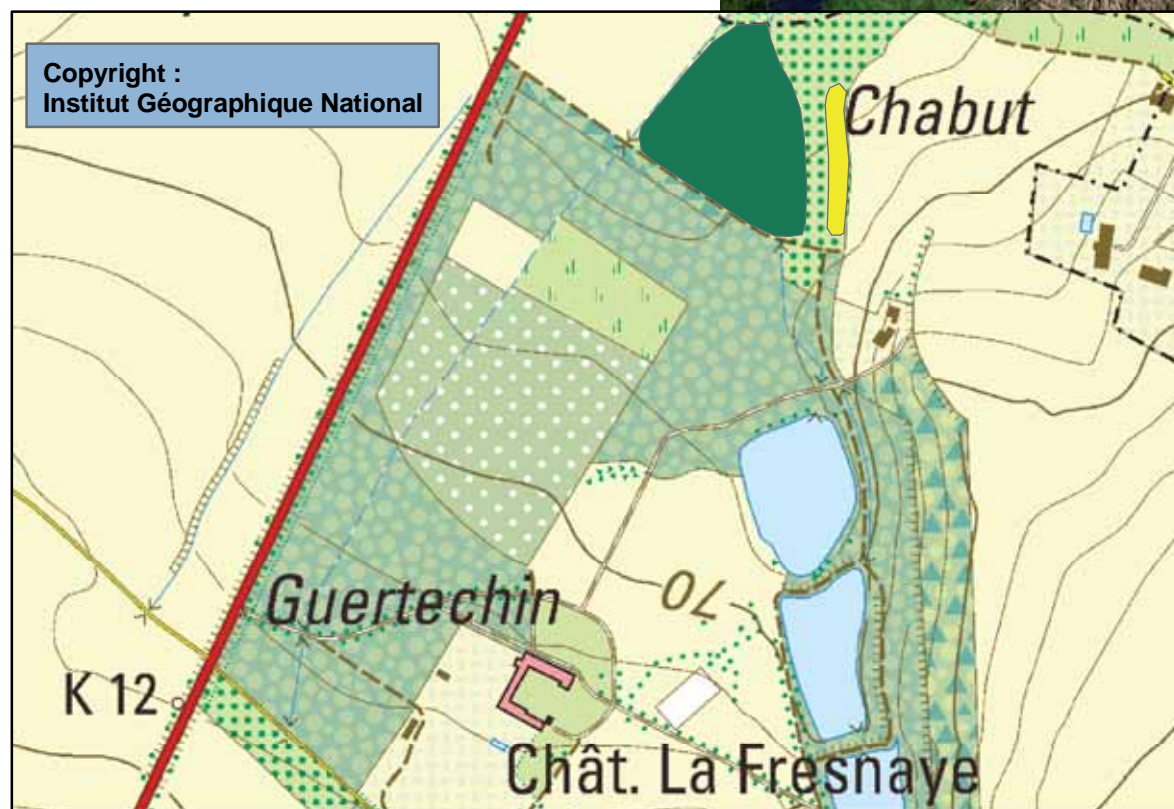 Copyright :
Institut Géographique National
Chabut
70
Guertechin
K 12
Chât. La Fresnaye